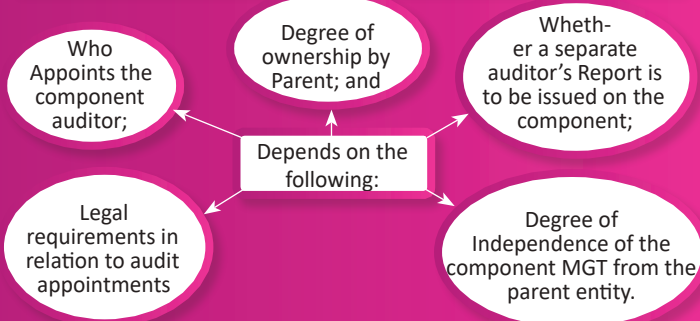 Who
Appoints the
component
auditor;
Degree of
ownership by
Parent; and
Wheth-
er a separate
auditor's Report is
to be issued on the
component;
Depends on the
following:
Legal
requirements in
relation to audit
appointments
Degree of
Independence of the
component MGT from the
parent entity.